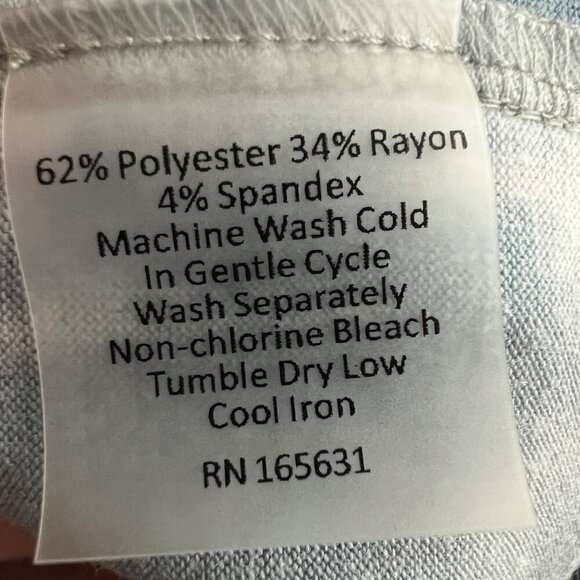 62% Polyester 34% Rayon
4% Spandex
Machine Wash Cold
In Gentle Cycle
Wash Separately
Non-chlorine Bleach
Tumble Dry Low
Cool Iron
RN 165631